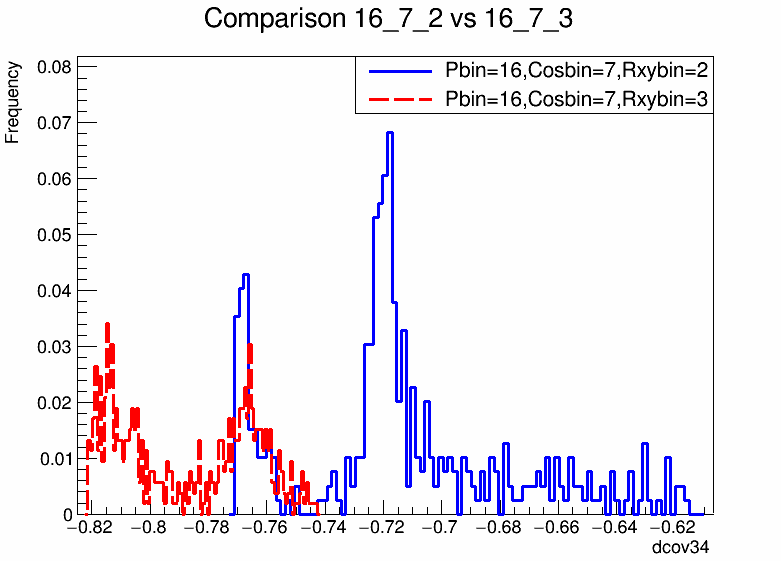 Comparison 16_7_2 vs 16_7_3
Pbin=16,Cosbin=7,Rxybin=2
Pbin=16,Cosbin=7,Rxybin=3
Frequency
0.08
0.07
0.06
0.05
0.04
0.03
0.02
0.01
0
−0.82 −0.8 −0.78 −0.76 −0.74 −0.72 −0.7 −0.68 −0.66 −0.64 −0.62
dcov34